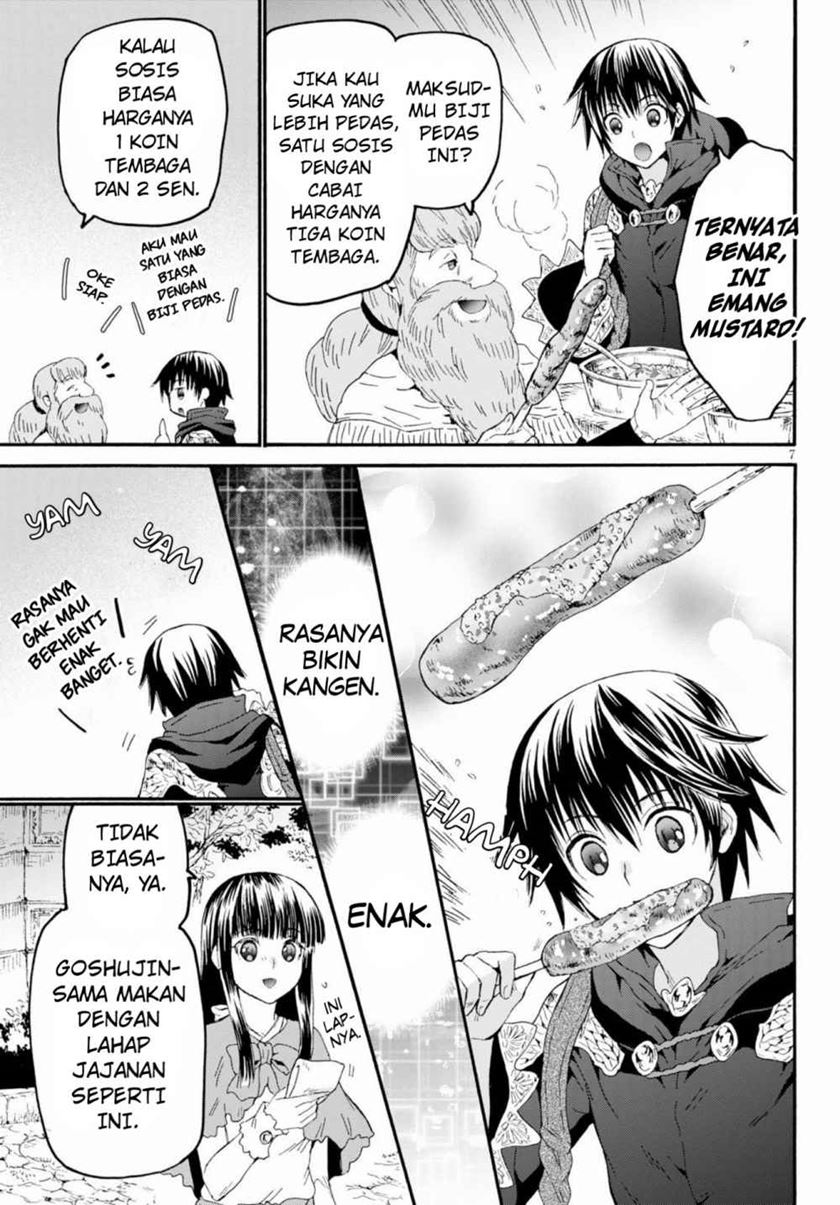 TERNYATA
BENAR,
INI
EMANG
MUSTARD!
MAKSUD-
MU BIJI
PEDAS
INI?
JIKA KAU
SUKA YANG
LEBIH PEDAS,
SATU SOSIS
DENGAN
CABAI
HARGANYA
TIGA KOIN
TEMBAGA.
KALAU
SOSIS
BIASA
HARGANYA
1 KOIN
TEMBAGA
DAN 2 SEN.
AKU MAU
SATU YANG
BIASA
DENGAN
BIJI PEDAS.
OKE
SIAP.
7
HAMPH
RASANYA
BIKIN
KANGEN.
ENAK.
YAM
YAM
RASANYA
GAK MAU
BERHENTI
ENAK
BANGET.
TIDAK
BIASA-
NYA, YA.
GOSHUJIN-
SAMA MAKAN
DENGAN
LAHAP
JAJANAN
SEPERTI
INI.
INI
LAP-
NYA.